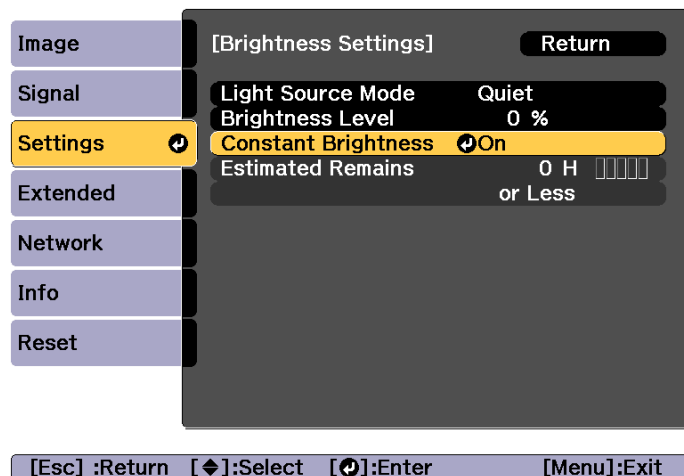 Image
Signal
Settings
Extended
Network
Info
Reset
[Brightness Settings] Return
Light Source Mode Quiet
Brightness Level 0 %
Constant Brightness On
Estimated Remains 0 H
or Less
[Esc] :Return [◆]:Select [↵]:Enter [Menu]:Exit